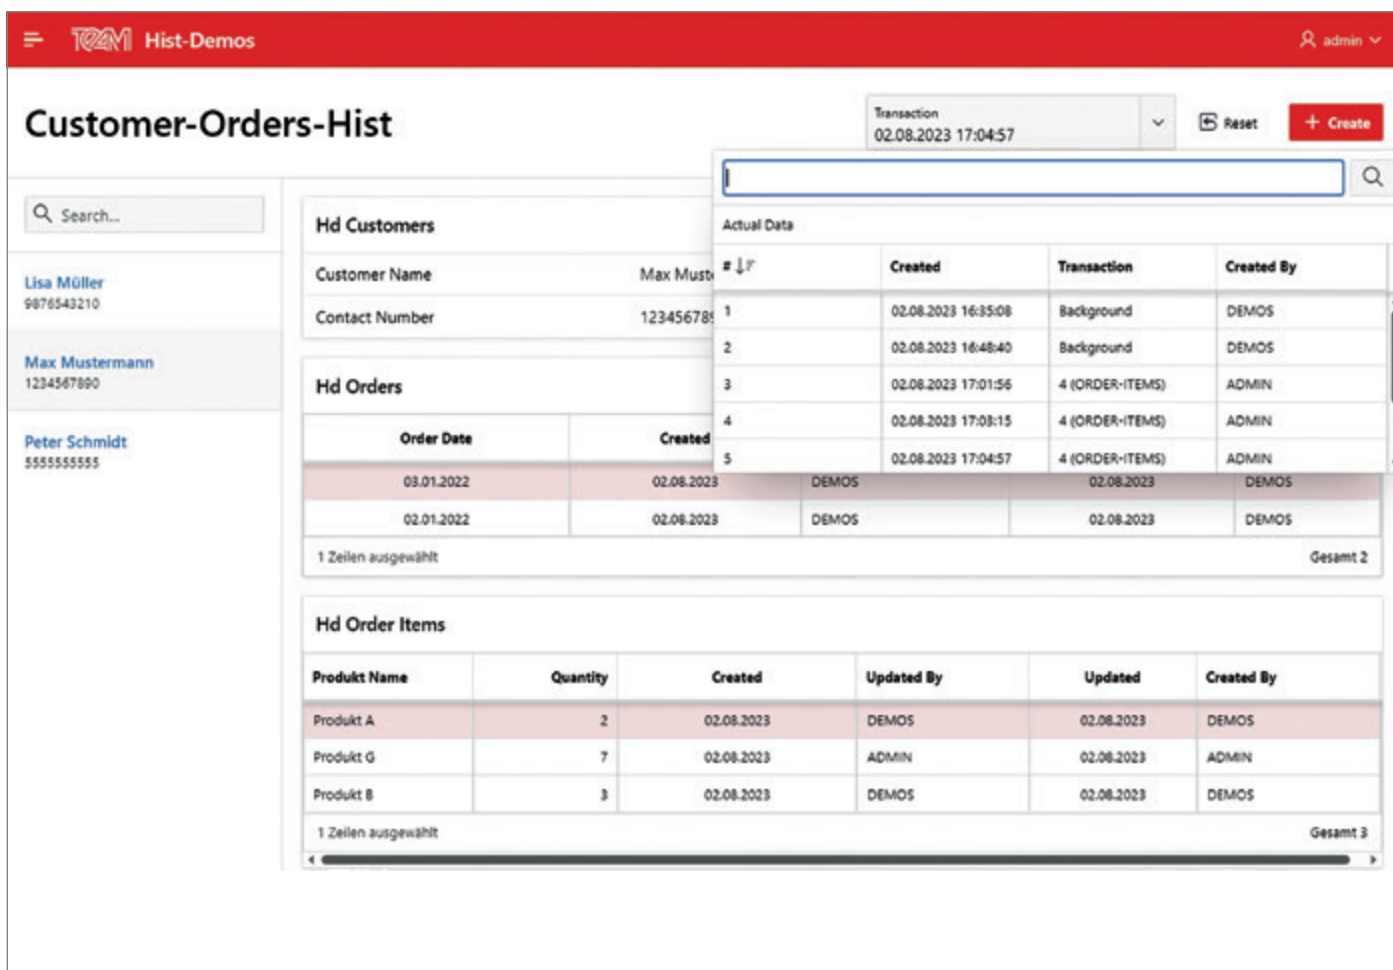 TEAM Hist-Demos admin
Customer-Orders-Hist
Transaction
02.08.2023 17:04:57
Reset
+ Create
Search...
Lisa Müller
9876543210
Max Mustermann
1234567890
Peter Schmidt
5555555555
Actual Data
# Created Transaction Created By
1 02.08.2023 16:35:08 Background DEMOS
2 02.08.2023 16:48:40 Background DEMOS
3 02.08.2023 17:01:56 4 (ORDER-ITEMS) ADMIN
4 02.08.2023 17:03:15 4 (ORDER-ITEMS) ADMIN
5 02.08.2023 17:04:57 4 (ORDER-ITEMS) ADMIN
Hd Customers
Customer Name Max Must
Contact Number 12345678
Hd Orders
Order Date Created
03.01.2022 02.08.2023 DEMOS 02.08.2023 DEMOS
02.01.2022 02.08.2023 DEMOS 02.08.2023 DEMOS
1 Zeilen ausgewählt Gesamt 2
Hd Order Items
Produkt Name Quantity Created Updated By Updated Created By
Produkt A 2 02.08.2023 DEMOS 02.08.2023 DEMOS
Produkt G 7 02.08.2023 ADMIN 02.08.2023 ADMIN
Produkt B 3 02.08.2023 DEMOS 02.08.2023 DEMOS
1 Zeilen ausgewählt Gesamt 3